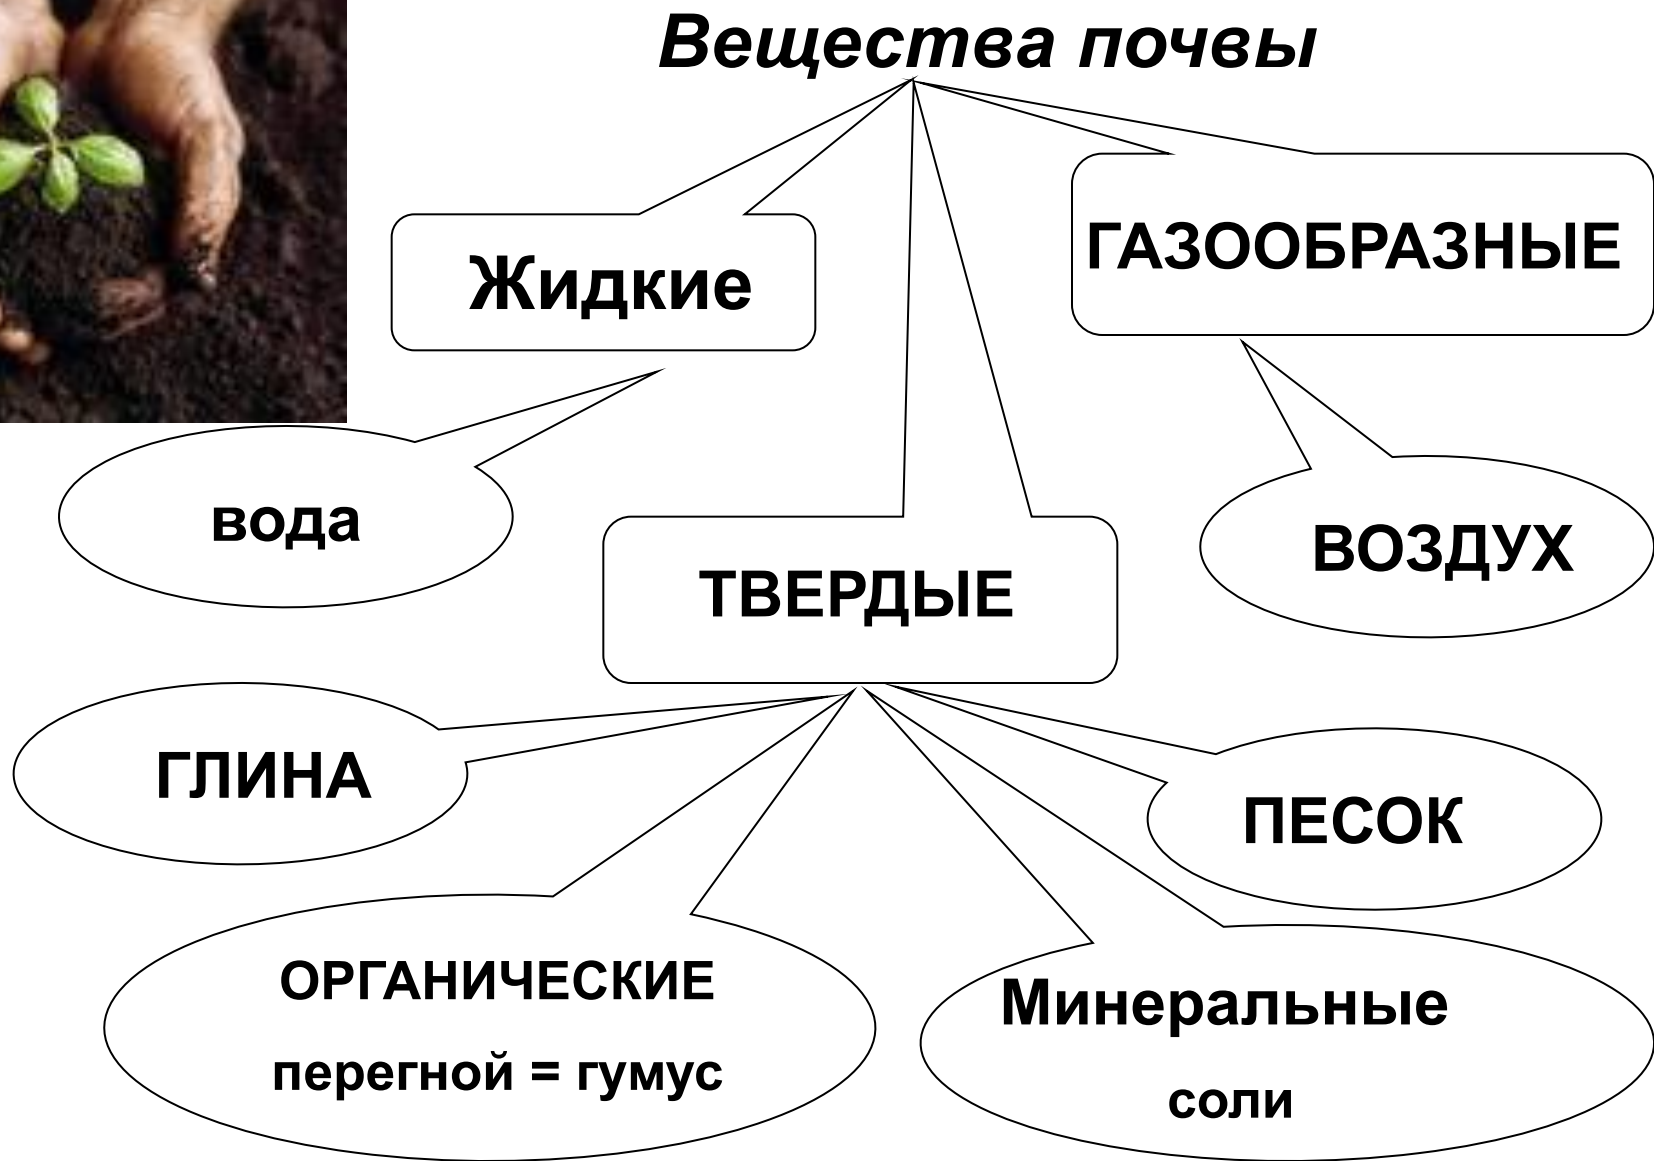 Вещества почвы
Жидкие
ГАЗООБРАЗНЫЕ
вода
ТВЕРДЫЕ
ВОЗДУХ
ГЛИНА
ПЕСОК
ОРГАНИЧЕСКИЕ
перегной = гумус
Минеральные
соли